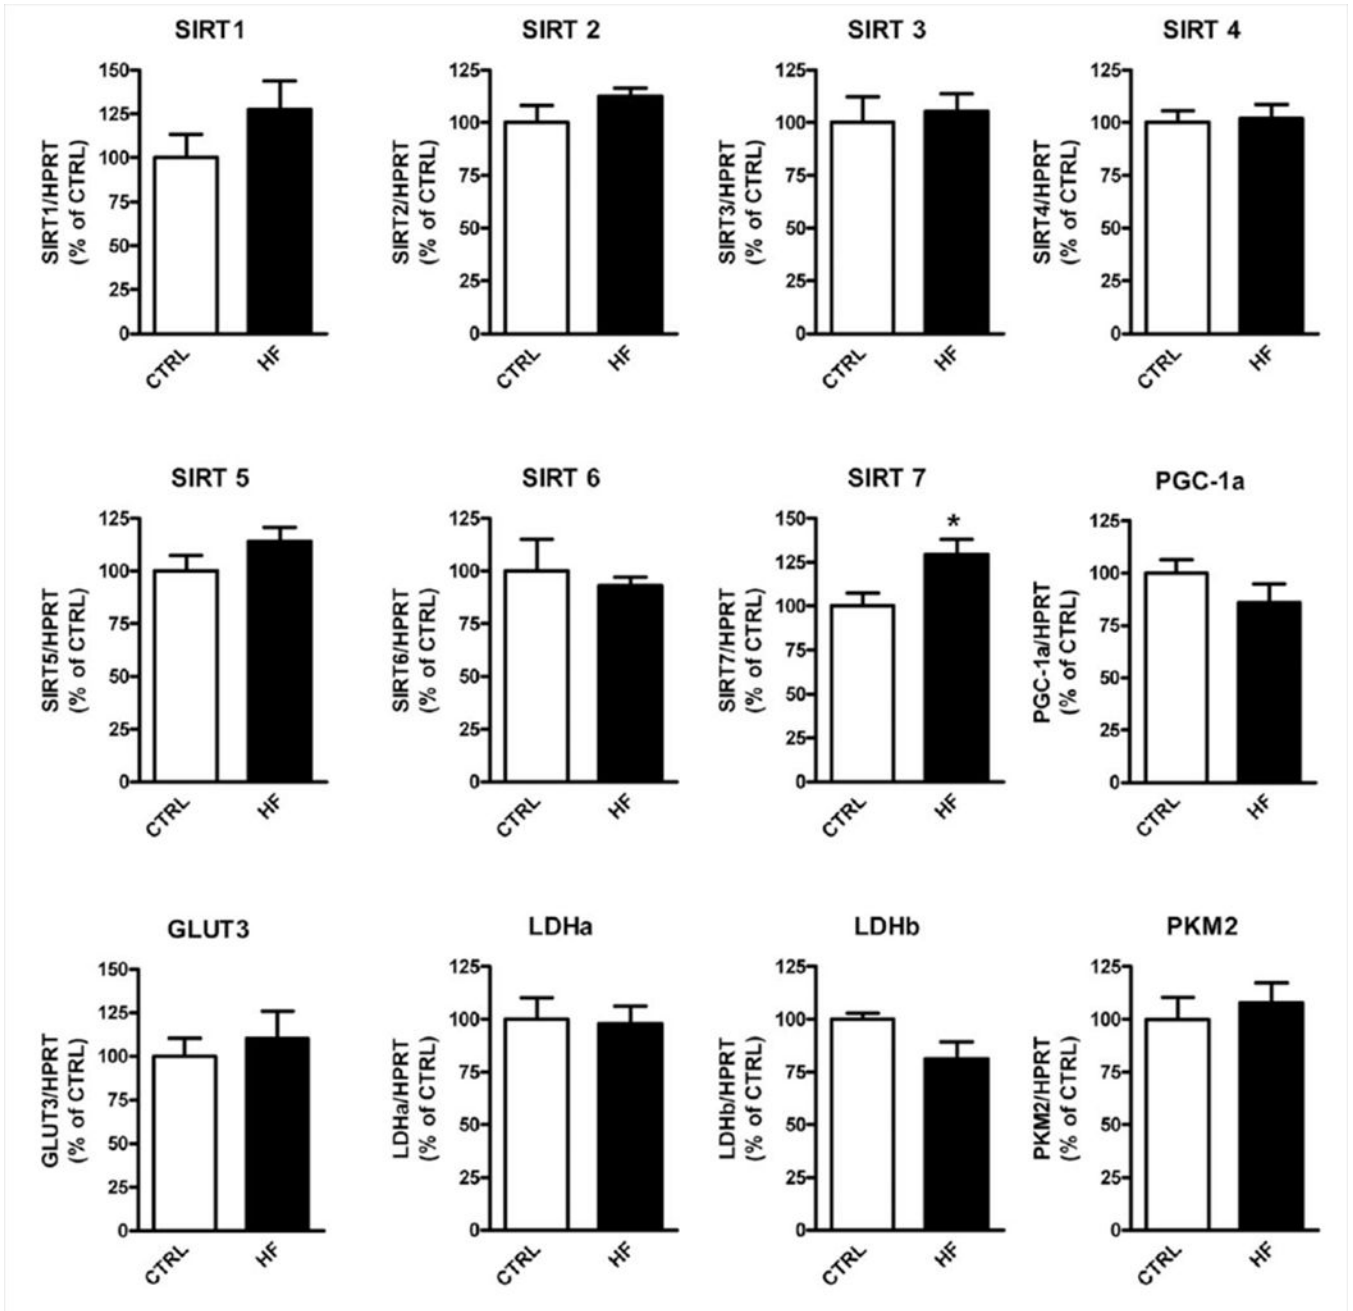 SIRT1
SIRT1/HPRT
(% of CTRL)
150
125
100
75
50
25
0
CTRL
HF
SIRT 2
SIRT2/HPRT
(% of CTRL)
125
100
75
50
25
0
CTRL
HF
SIRT 3
SIRT3/HPRT
(% of CTRL)
125
100
75
50
25
0
CTRL
HF
SIRT 4
SIRT4/HPRT
(% of CTRL)
125
100
75
50
25
0
CTRL
HF
SIRT 5
SIRT5/HPRT
(% of CTRL)
125
100
75
50
25
0
CTRL
HF
SIRT 6
SIRT6/HPRT
(% of CTRL)
125
100
75
50
25
0
CTRL
HF
SIRT 7
SIRT7/HPRT
(% of CTRL)
150
125
100
75
50
25
0
*
CTRL
HF
PGC-1a
PGC-1a/HPRT
(% of CTRL)
125
100
75
50
25
0
CTRL
HF
GLUT3
GLUT3/HPRT
(% of CTRL)
150
125
100
75
50
25
0
CTRL
HF
LDHa
LDHa/HPRT
(% of CTRL)
125
100
75
50
25
0
CTRL
HF
LDHb
LDHb/HPRT
(% of CTRL)
125
100
75
50
25
0
CTRL
HF
PKM2
PKM2/HPRT
(% of CTRL)
125
100
75
50
25
0
CTRL
HF